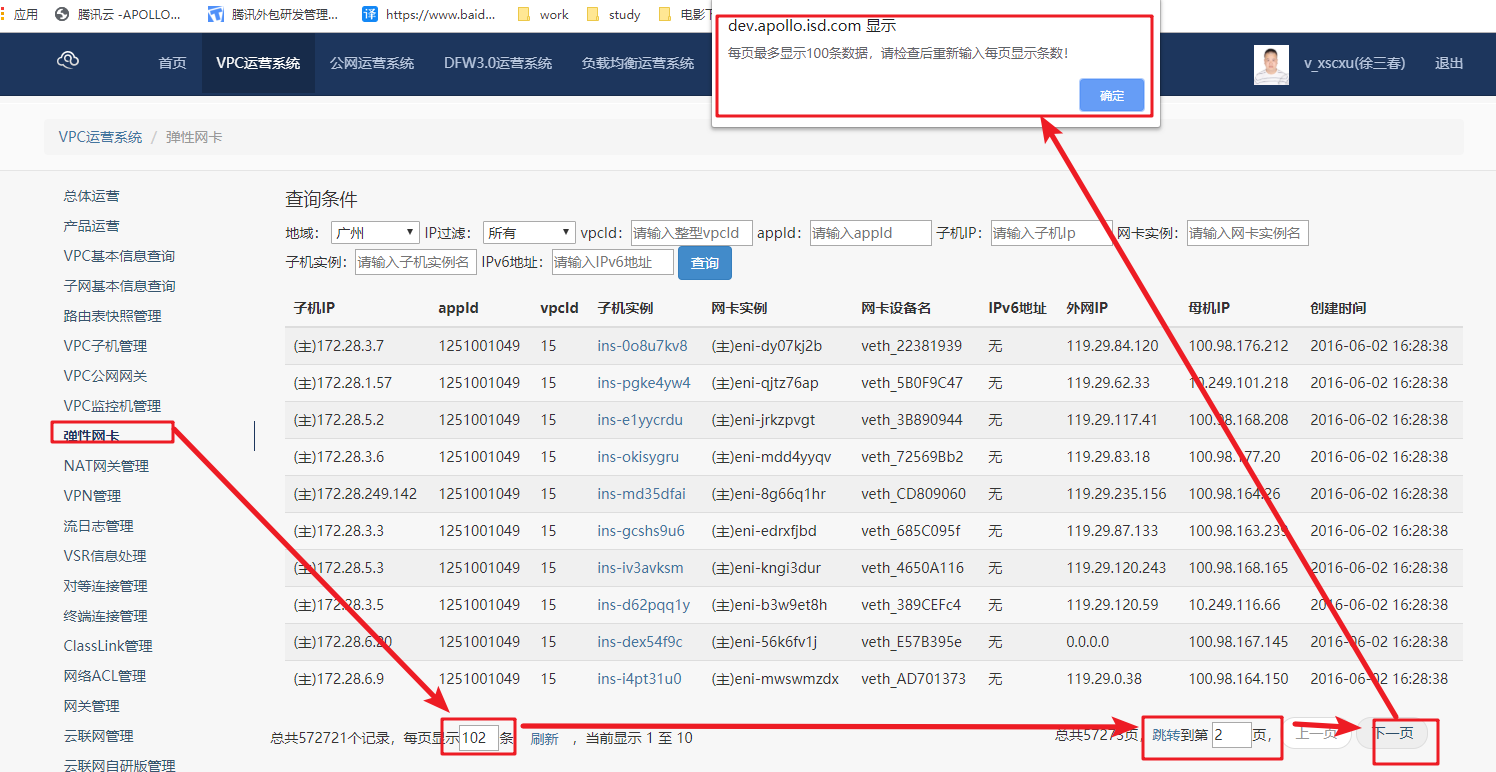 应用 腾讯云 -APOLLO... 腾讯外包研发管理... 译 https://www.baid... work study 电影下
dev.apollo.isd.com 显示
每页最多显示100条数据，请检查后重新输入每页显示条数!
确定
首页 VPC运营系统 公网运营系统 DFW3.0运营系统 负载均衡运营系统 v_xscxu(徐三春) 退出
VPC运营系统 / 弹性网卡
总体运营
产品运营
VPC基本信息查询
子网基本信息查询
路由表快照管理
VPC子机管理
VPC公网网关
VPC监控机管理
弹性网卡
NAT网关管理
VPN管理
流日志管理
VSR信息处理
对等连接管理
终端连接管理
ClassLink管理
网络ACL管理
网关管理
云联网管理
云联网自研版管理
查询条件
地域： 广州 IP过滤： 所有 vpcId： 请输入整型vpcId appId： 请输入appId 子机IP： 请输入子机Ip 网卡实例： 请输入网卡实例名
子机实例： 请输入子机实例名 IPv6地址： 请输入IPv6地址 查询
子机IP appId vpcId 子机实例 网卡实例 网卡设备名 IPv6地址 外网IP 母机IP 创建时间
(主)172.28.3.7 1251001049 15 ins-0o8u7kv8 (主)eni-dy07kj2b veth_22381939 无 119.29.84.120 100.98.176.212 2016-06-02 16:28:38
(主)172.28.1.57 1251001049 15 ins-pgke4yw4 (主)eni-qjtz76ap veth_5B0F9C47 无 119.29.62.33 10.249.101.218 2016-06-02 16:28:38
(主)172.28.5.2 1251001049 15 ins-e1yycrdu (主)eni-jrkzpvgt veth_3B890944 无 119.29.117.41 100.98.168.208 2016-06-02 16:28:38
(主)172.28.3.6 1251001049 15 ins-okisygru (主)eni-mdd4yyqv veth_72569Bb2 无 119.29.83.18 100.98.177.20 2016-06-02 16:28:38
(主)172.28.249.142 1251001049 15 ins-md35dfai (主)eni-8g66q1hr veth_CD809060 无 119.29.235.156 100.98.164.26 2016-06-02 16:28:38
(主)172.28.3.3 1251001049 15 ins-gcshs9u6 (主)eni-edrxfjbd veth_685C095f 无 119.29.87.133 100.98.163.239 2016-06-02 16:28:38
(主)172.28.5.3 1251001049 15 ins-iv3avksm (主)eni-kngi3dur veth_4650A116 无 119.29.120.243 100.98.168.165 2016-06-02 16:28:38
(主)172.28.3.5 1251001049 15 ins-d62pqq1y (主)eni-b3w9et8h veth_389CEFc4 无 119.29.120.59 10.249.116.66 2016-06-02 16:28:38
(主)172.28.6.20 1251001049 15 ins-dex54f9c (主)eni-56k6fv1j veth_E57B395e 无 0.0.0.0 100.98.167.145 2016-06-02 16:28:38
(主)172.28.6.9 1251001049 15 ins-i4pt31u0 (主)eni-mwswmzdx veth_AD701373 无 119.29.0.38 100.98.164.150 2016-06-02 16:28:38
总共572721个记录，每页显示 102 条 刷新 ，当前显示 1 至 10 总共57273页， 跳转到第 2 页， 上一页 下一页